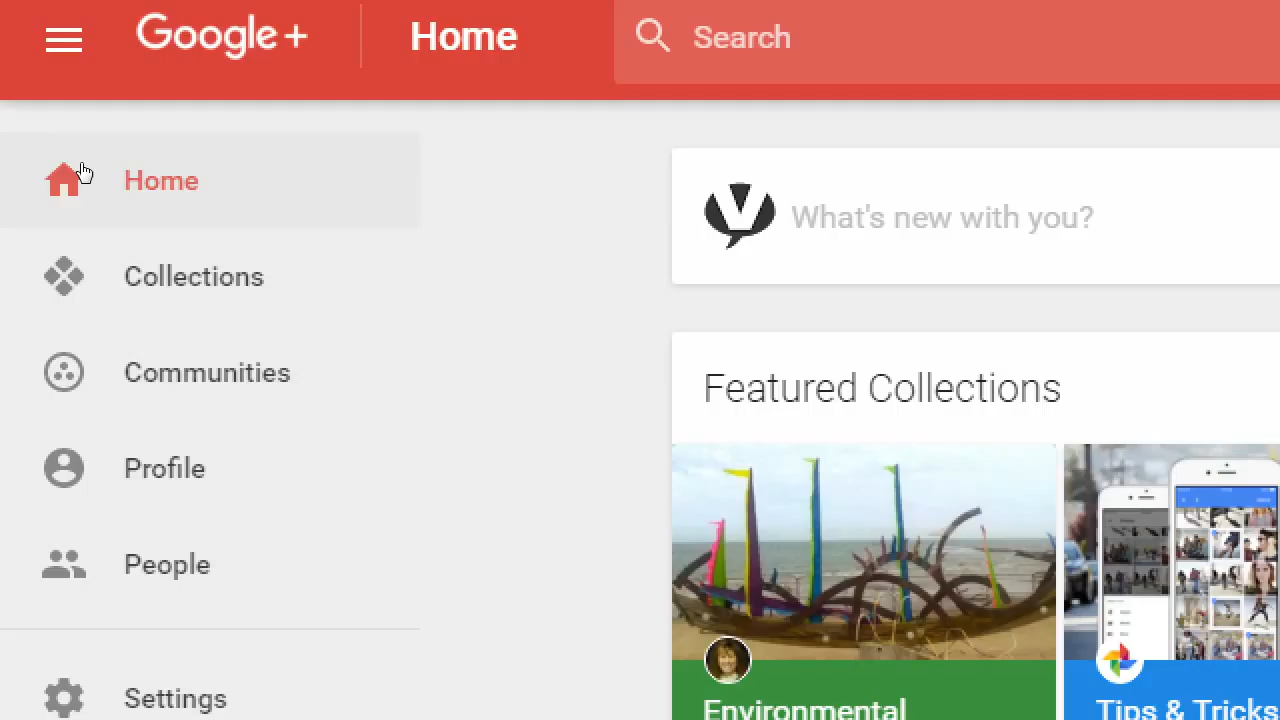 Google+
Home
Search
Home
Collections
Communities
Profile
People
Settings
What's new with you?
Featured Collections
Environmental
Tips & Tricks